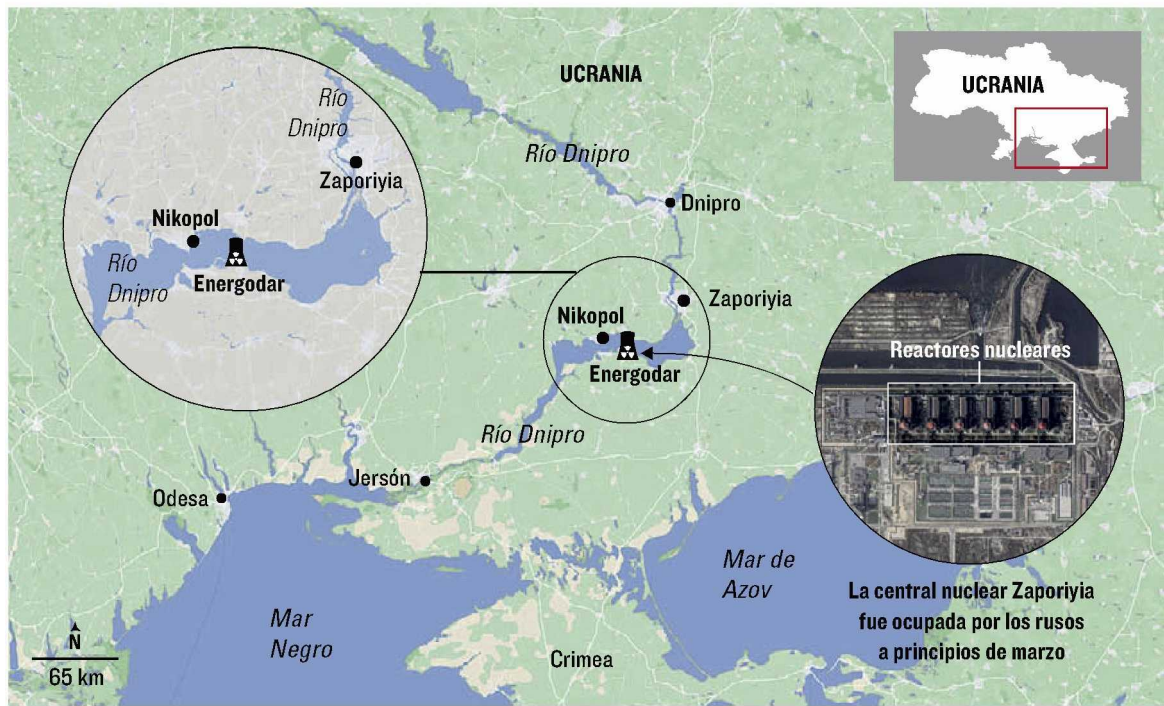 UCRANIA
UCRANIA
Río
Dnipro
Río Dnipro
Zaporiyia
Dnipro
Nikopol
Río
Dnipro
Energodar
Zaporiyia
Nikopol
Energodar
Reactores nucleares
Río Dnipro
Jersón
Odesa
Mar de
Azov
Mar
Negro
Crimea
La central nuclear Zaporiyia
fue ocupada por los rusos
a principios de marzo
N
65 km